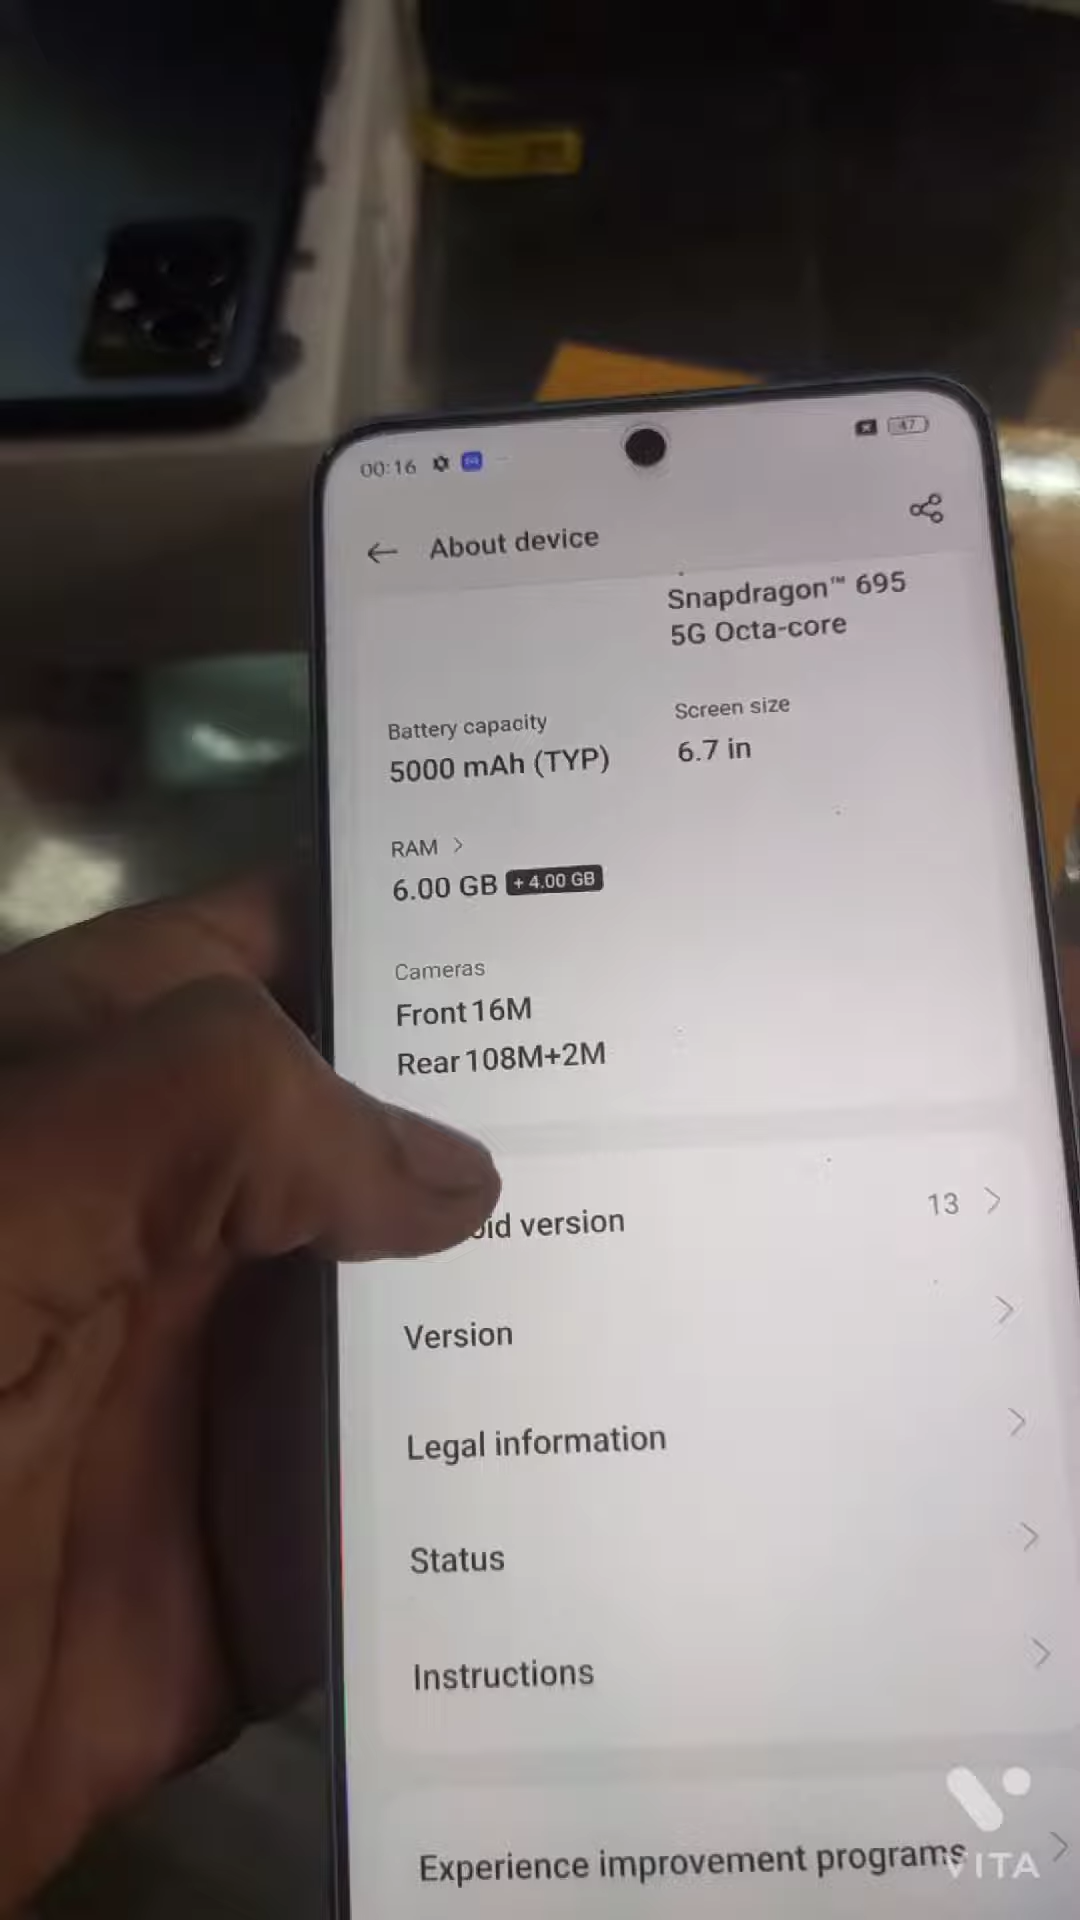 00:16
47
About device
Snapdragon™ 695
5G Octa-core
Battery capacity
5000 mAh (TYP)
Screen size
6.7 in
RAM
6.00 GB + 4.00 GB
Cameras
Front 16M
Rear 108M+2M
oid version 13
Version
Legal information
Status
Instructions
Experience improvement programs
VITA